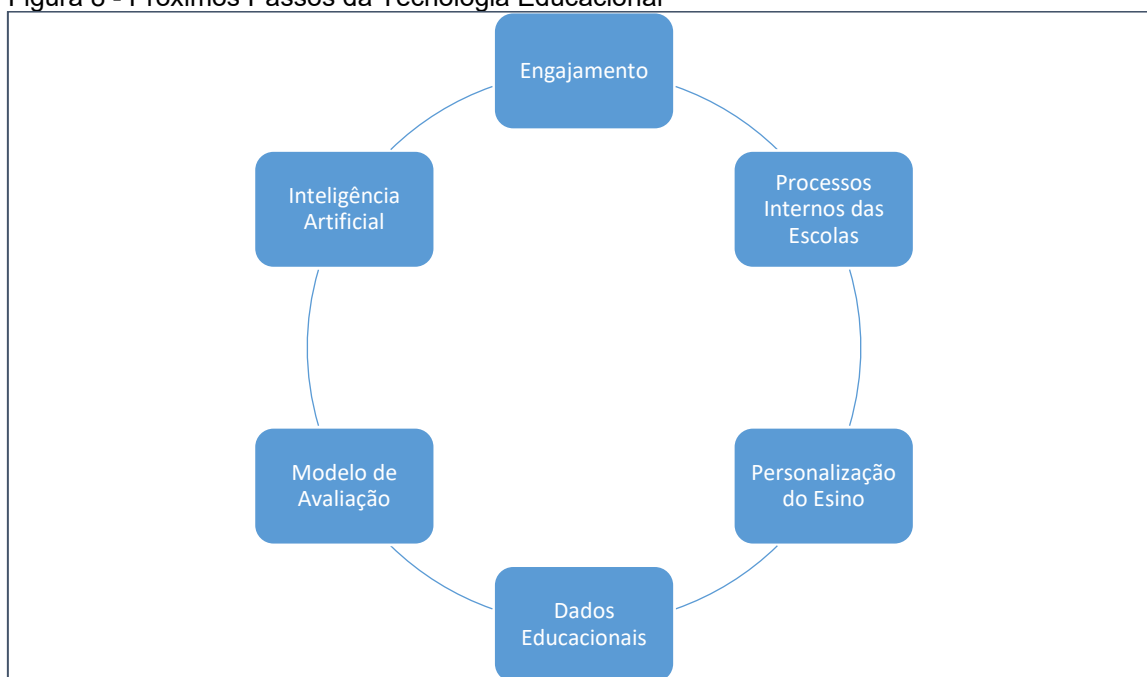 Figura 8 - Próximos Passos da Tecnologia Educacional
Engajamento
Processos
Internos das
Escolas
Personalização
do Esino
Dados
Educacionais
Modelo de
Avaliação
Inteligência
Artificial